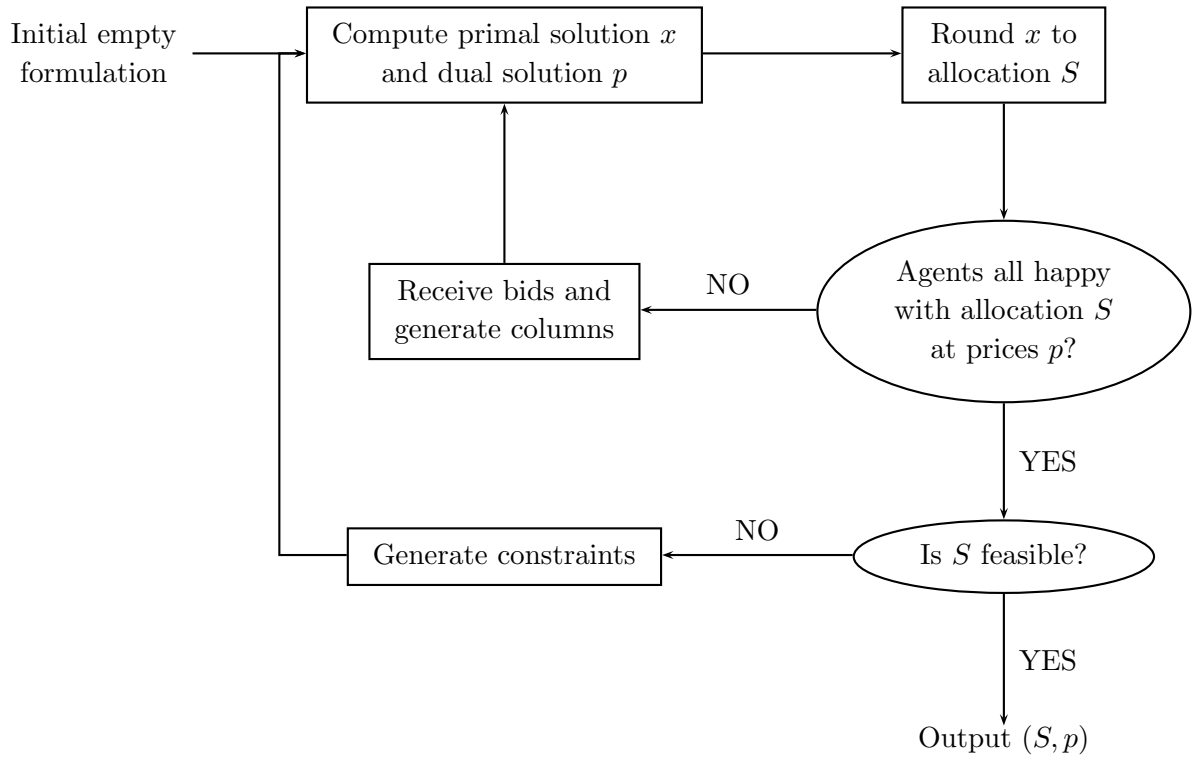 Initial empty
formulation
Compute primal solution x
and dual solution p
Round x to
allocation S
Agents all happy
with allocation S
at prices p?
NO
Receive bids and
generate columns
YES
Is S feasible?
NO
Generate constraints
YES
Output (S, p)